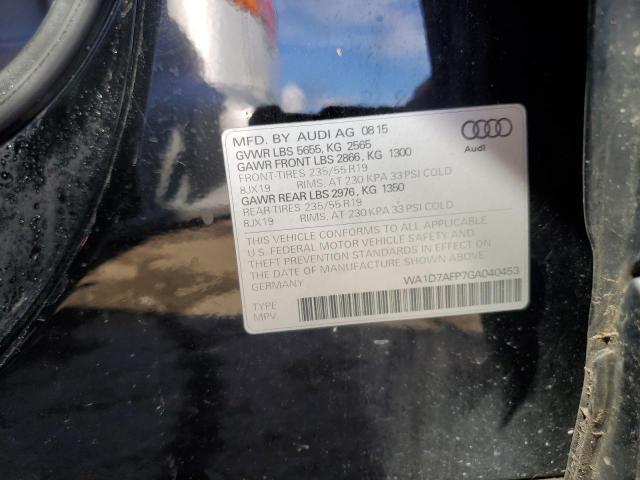 MFD. BY AUDI AG 08 15
GVWR LBS 5655, KG 2565
GAWR FRONT LBS 2866, KG 1300
FRONT-TIRES 235/55 R19
8JX19 RIMS, AT 230 KPA 33 PSI COLD
GAWR REAR LBS 2976, KG 1350
REAR-TIRES 235/55 R19
8JX19 RIMS, AT 230 KPA 33 PSI COLD
Audi
THIS VEHICLE CONFORMS TO ALL APPLICABLE
U.S. FEDERAL MOTOR VEHICLE SAFETY AND
THEFT PREVENTION STANDARDS IN EFFECT ON
THE DATE OF MANUFACTURE SHOWN ABOVE
GERMANY
WA1D7AFP7GA040453
TYPE
MPV